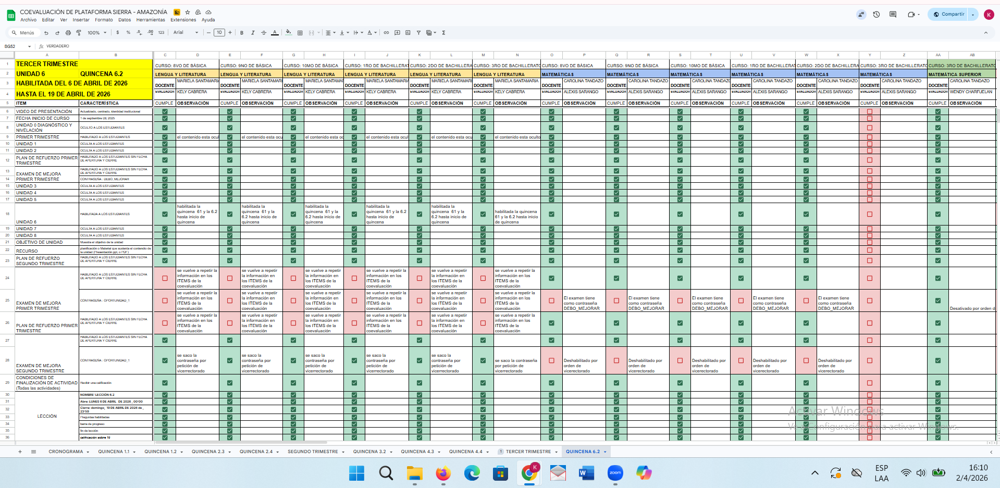 COEVALUACIÓN DE PLATAFORMA SIERRA - AMAZONÍA
Archivo Editar Ver Insertar Formato Datos Herramientas Extensiones Ayuda
Compartir
K
Menús 100% $ % .0 .00 123 Arial 10
BG52 fx VERDADERO
A B C D E F G H I J K L M N O P Q R S T U V W X Y Z AA AB
1 TERCER TRIMESTRE CURSO: 8VO DE BÁSICA CURSO: 9NO DE BÁSICA CURSO: 10MO DE BÁSICA CURSO: 1RO DE BACHILLERAT CURSO: 2DO DE BACHILLERA CURSO: 3RO DE BACHILLERATO CURSO: 8VO DE BÁSICA CURSO: 9NO DE BÁSICA CURSO: 10MO DE BÁSICA CURSO: 1RO DE BACHILLERAT CURSO: 2DO DE BACHILLERA CURSO: 3RO DE BACHILLERATO CURSO: 3RO DE BACHILLERATO
2 UNIDAD 6 QUINCENA 6.2 LENGUA Y LITERATURA LENGUA Y LITERATURA LENGUA Y LITERATURA LENGUA Y LITERATURA LENGUA Y LITERATURA LENGUA Y LITERATURA MATEMÁTICAS MATEMÁTICAS MATEMÁTICAS MATEMÁTICAS MATEMÁTICAS MATEMÁTICAS MATEMÁTICA SUPERIOR
3 HABILITADA DEL 6 DE ABRIL DE 2026 DOCENTE MARIELA SANTAMARIA DOCENTE MARIELA SANTAMARI DOCENTE MARIELA SANTAMAR DOCENTE MARIELA SANTAMARIA DOCENTE MARIELA SANTAMARI DOCENTE MARIELA SANTAMARIA DOCENTE CAROLINA TANDAZO DOCENTE CAROLINA TANDAZO DOCENTE CAROLINA TANDAZO DOCENTE CAROLINA TANDAZO DOCENTE CAROLINA TANDAZO DOCENTE CAROLINA TANDAZO DOCENTE CAROLINA TANDAZO
4 HASTA EL 19 DE ABRIL DE 2026 EVALUADOR KELY CABRERA EVALUADOR KELY CABRERA EVALUADOR KELY CABRERA EVALUADOR KELY CABRERA EVALUADOR KELY CABRERA EVALUADOR KELY CABRERA EVALUADOR ALEXIS SARANGO EVALUADOR ALEXIS SARANGO EVALUADOR ALEXIS SARANGO EVALUADOR ALEXIS SARANGO EVALUADOR ALEXIS SARANGO EVALUADOR ALEXIS SARANGO EVALUADOR WENDY CHARFUELAN
5 ITEM CARACTERÍSTICA CUMPLE OBSERVACIÓN CUMPLE OBSERVACIÓN CUMPLE OBSERVACIÓN CUMPLE OBSERVACIÓN CUMPLE OBSERVACIÓN CUMPLE OBSERVACIÓN CUMPLE OBSERVACIÓN CUMPLE OBSERVACIÓN CUMPLE OBSERVACIÓN CUMPLE OBSERVACIÓN CUMPLE OBSERVACIÓN CUMPLE OBSERVACIÓN CUMPLE OBSERVACIÓN
6 VIDEO DE PRESENTACIÓN Actualizado, centrado, identidad institucional
7 FECHA INICIO DE CURSO 1 de septiembre DE 2025
8 UNIDAD 0 DIAGNÓSTICO Y NIVELACIÓN OCULTO A LOS ESTUDIANTES
9 PRIMER TRIMESTRE HABILITADO A LOS ESTUDIANTES el contenido esta ocul el contenido esta ocu el contenido esta oc el contenido esta ocul el contenido esta ocu el contenido esta oculto
10 UNIDAD 1 OCULTA A LOS ESTUDIANTES
11 UNIDAD 2 OCULTA A LOS ESTUDIANTES
12 PLAN DE REFUERZO PRIMER TRIMESTRE HABILITADO A LOS ESTUDIANTES SIN FECHA DE APERTURA Y CIERRE
13 EXAMEN DE MEJORA PRIMER TRIMESTRE HABILITADO A LOS ESTUDIANTES SIN FECHA DE APERTURA Y CIERRE
14 CONTRASEÑA : DEBO_MEJORAR
15 UNIDAD 3 OCULTA A LOS ESTUDIANTES
16 UNIDAD 4 OCULTA A LOS ESTUDIANTES
17 UNIDAD 5 OCULTA A LOS ESTUDIANTES
18 UNIDAD 6 HABILITADA A LOS ESTUDIANTES habilitada la quincena 61 y la 6.2 hasta inicio de quincena habilitada la quincena 61 y la 6.2 hasta inicio de quincena habilitada la quincena 61 y la 6.2 hasta inicio de quincena habilitada la quincena 61 y la 6.2 hasta inicio de quincena habilitada la quincena 61 y la 6.2 hasta inicio de quincena habilitada la quincena 61 y la 6.2 hasta inicio de quincena
19 UNIDAD 7 OCULTA A LOS ESTUDIANTES
20 UNIDAD 8 OCULTA A LOS ESTUDIANTES
21 OBJETIVO DE UNIDAD Muestra el objetivo de la unidad
22 RECURSO planificación o Material que sustenta el contenido de la unidad (Presentación ppt, o PDF)
23 PLAN DE REFUERZO SEGUNDO TRIMESTRE HABILITADO A LOS ESTUDIANTES SIN FECHA DE APERTURA Y CIERRE
24 HABILITADO A LOS ESTUDIANTES SIN FECHA DE APERTURA Y CIERRE se vuelve a repetir la información en los ITEMS de la coevaluación se vuelve a repetir la información en los ITEMS de la coevaluación se vuelve a repetir la información en los ITEMS de la coevaluación se vuelve a repetir la información en los ITEMS de la coevaluación se vuelve a repetir la información en los ITEMS de la coevaluación se vuelve a repetir la información en los ITEMS de la coevaluación
25 EXAMEN DE MEJORA PRIMER TRIMESTRE CONTRASEÑA : OPORTUNIDAD_1 se vuelve a repetir la información en los ITEMS de la coevaluación se vuelve a repetir la información en los ITEMS de la coevaluación se vuelve a repetir la información en los ITEMS de la coevaluación se vuelve a repetir la información en los ITEMS de la coevaluación se vuelve a repetir la información en los ITEMS de la coevaluación se vuelve a repetir la información en los ITEMS de la coevaluación El examen tiene como contraseña DEBO_MEJORAR El examen tiene como contraseña DEBO_MEJORAR El examen tiene como contraseña DEBO_MEJORAR El examen tiene como contraseña DEBO_MEJORAR El examen tiene como contraseña DEBO_MEJORAR Desativado por orden d
26 PLAN DE REFUERZO PRIMER TRIMESTRE HABILITADO A LOS ESTUDIANTES SIN FECHA DE APERTURA Y CIERRE se vuelve a repetir la información en los ITEMS de la coevaluación se vuelve a repetir la información en los ITEMS de la coevaluación se vuelve a repetir la información en los ITEMS de la coevaluación se vuelve a repetir la información en los ITEMS de la coevaluación se vuelve a repetir la información en los ITEMS de la coevaluación se vuelve a repetir la información en los ITEMS de la coevaluación
27 HABILITADO A LOS ESTUDIANTES SIN FECHA DE APERTURA Y CIERRE
28 EXAMEN DE MEJORA SEGUNDO TRIMESTRE CONTRASEÑA : OPORTUNIDAD_1 se saco la contraseña por petición de vicerrectorado se saco la contraseña por petición de vicerrectorado se saco la contraseña por petición de vicerrectorado se saco la contraseña por petición de vicerrectorado se saco la contraseña por petición de vicerrectorado se saco la contraseña por petición de vicerrectorado Deshabilitado por orden de vicerectorado Deshabilitado por orden de vicerectorado Deshabilitado por orden de vicerectorado Deshabilitado por orden de vicerectorado Deshabilitado por orden de vicerectorado
29 CONDICIONES DE FINALIZACIÓN DE ACTIVIDAD (Todas las actividades) Recibir una calificación
30 NOMBRE: LECCIÓN 6.2
31 Abre: LUNES 6 DE ABRIL DE 2026 , 00:00
32 LECCIÓN Cierra: domingo, 19 DE ABRIL DE 2026 de , 23:59
33 Preguntas habilitadas
34 barra de progreso
35 fin de lección
36 calificación sobre 10
Activar Windows
Ve a Configuración para activar Windows.
CRONOGRAMA QUINCENA 1.1 QUINCENA 1.2 QUINCENA 2.3 QUINCENA 2.4 SEGUNDO TRIMESTRE QUINCENA 3.2 QUINCENA 4.3 QUINCENA 4.4 1 TERCER TRIMESTRE QUINCENA 6.2
K W zoom
ESP 16:10
LAA 2/4/2026